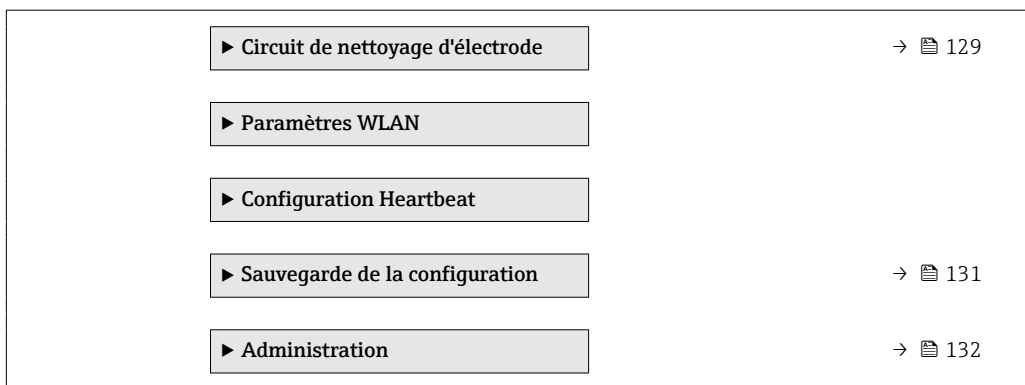 ▶ Circuit de nettoyage d'électrode → 129
▶ Paramètres WLAN
▶ Configuration Heartbeat
▶ Sauvegarde de la configuration → 131
▶ Administration → 132